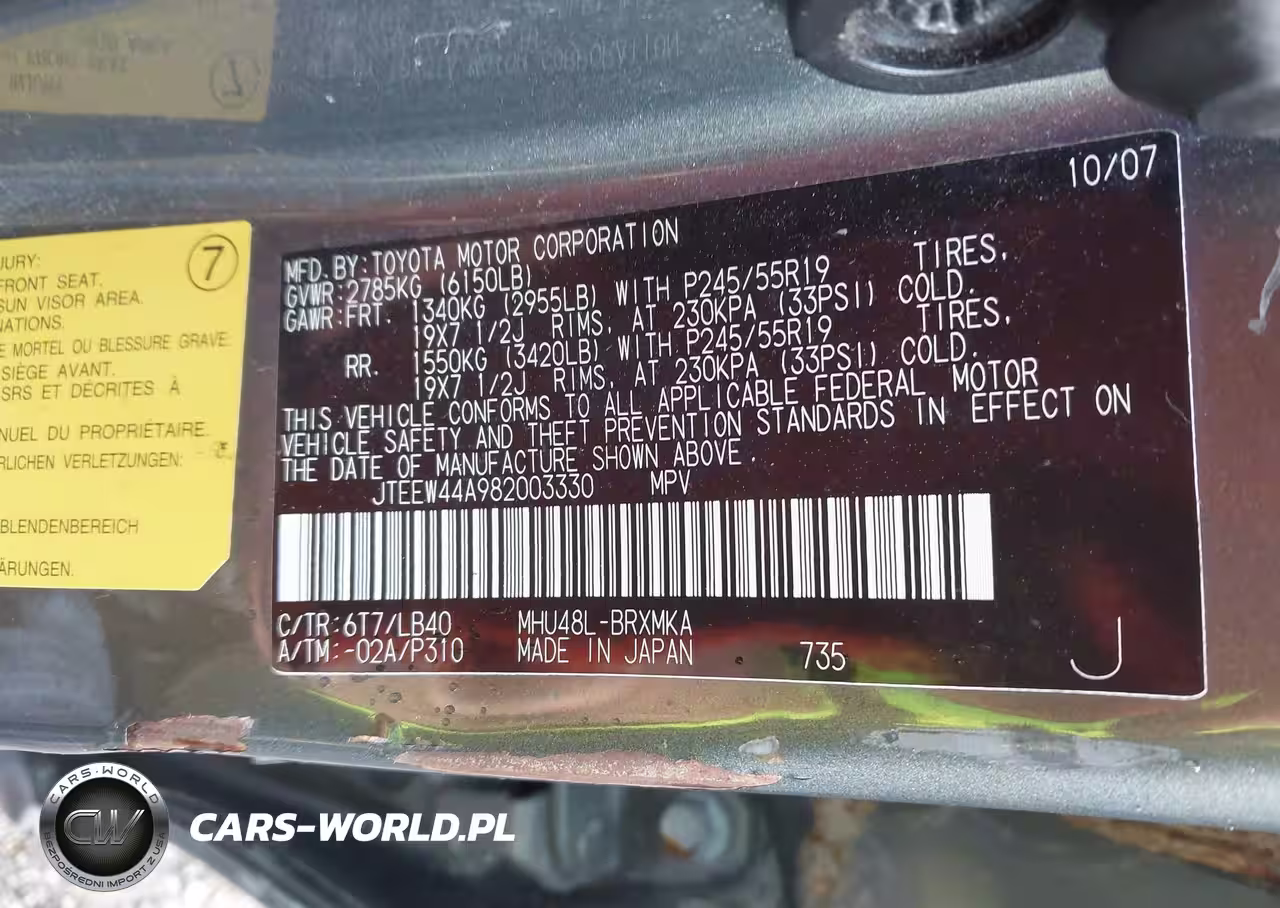 10/07
MFD. BY: TOYOTA MOTOR CORPORATION
GVWR: 2785KG (6150LB)
GAWR: FRT. 1340KG (2955LB) WITH P245/55R19 TIRES,
19X7 1/2J RIMS, AT 230KPA (33PSI) COLD.
RR. 1550KG (3420LB) WITH P245/55R19 TIRES,
19X7 1/2J RIMS, AT 230KPA (33PSI) COLD.
THIS VEHICLE CONFORMS TO ALL APPLICABLE FEDERAL MOTOR
VEHICLE SAFETY AND THEFT PREVENTION STANDARDS IN EFFECT ON
THE DATE OF MANUFACTURE SHOWN ABOVE.
JTEEW44A982003330 MPV
C/TR: 6T7/LB40 MHU48L-BRXMKA
A/TM: -02A/P310 MADE IN JAPAN 735 J
7
JURY:
FRONT SEAT,
SUN VISOR AREA.
NATIONS.
E MORTEL OU BLESSURE GRAVE
SIÈGE AVANT.
SRS ET DÉCRITES À
NUEL DU PROPRIÉTAIRE.
RLICHEN VERLETZUNGEN:
BLENDENBEREICH
ÄRUNGEN.
CARS-WORLD
CW
BEZPOŚREDNI IMPORT Z USA
CARS-WORLD.PL